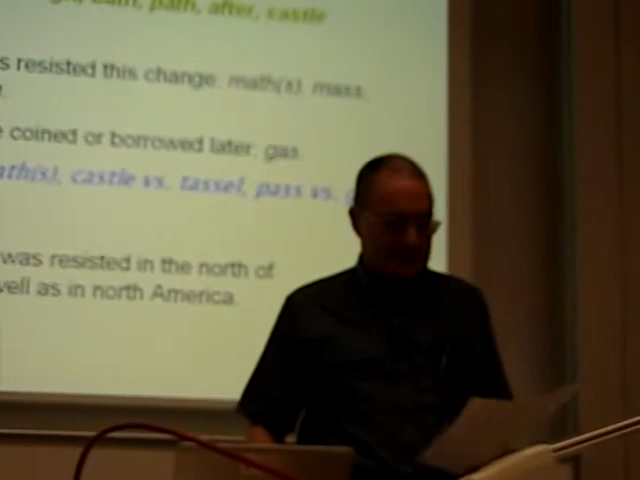 bath, path, after, castle
s resisted this change: math(s), mass,
coined or borrowed later: gas
ath(s), castle vs. tassel, pass vs.
was resisted in the north of
well as in north America.